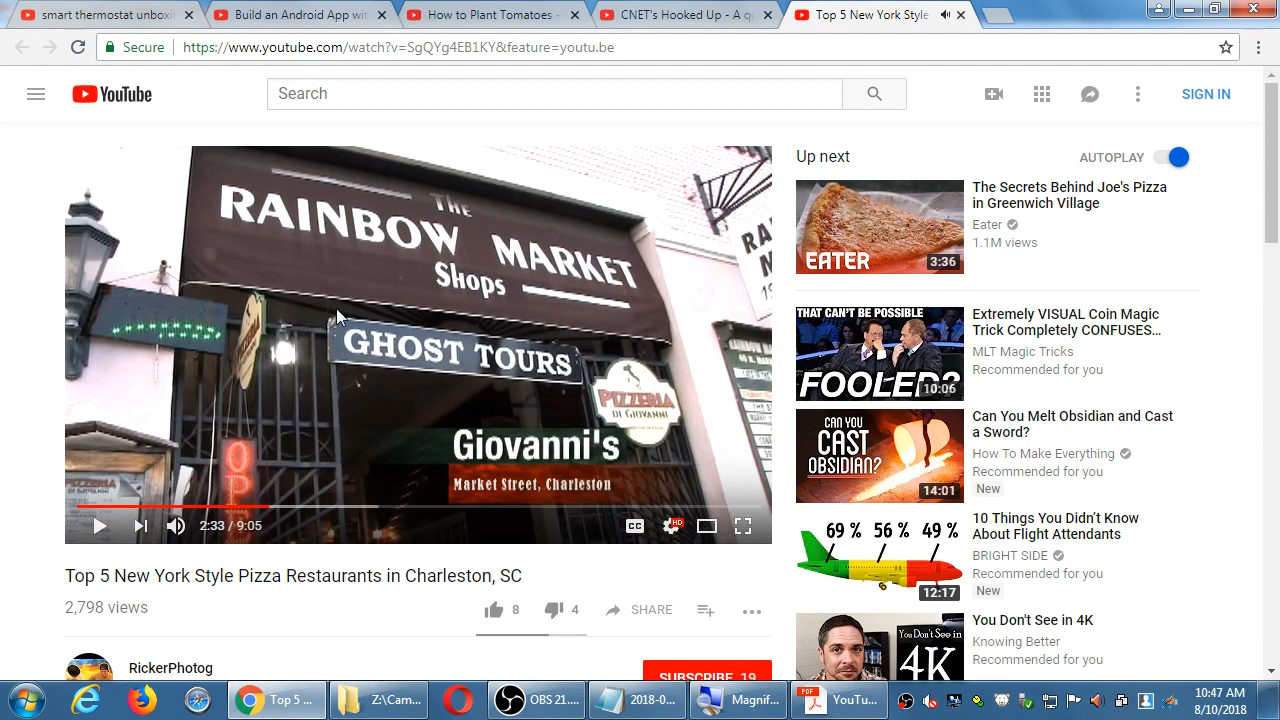 smart thermostat unboxi
Build an Android App wi
How to Plant Tomatoes
CNET's Hooked Up - A qu
Top 5 New York Style
Secure
https://www.youtube.com/watch?v=SgQYg4EB1KY&feature=youtu.be
YouTube
Search
SIGN IN
THE
RAINBOW MARKET
Shops
GHOST TOURS
PIZZERIA
DI GIOVANNI
Giovanni's
Market Street, Charleston
2:33 / 9:05
CC
HD
Top 5 New York Style Pizza Restaurants in Charleston, SC
2,798 views
8
4
SHARE
RickerPhotog
SUBSCRIBE 19
Up next
AUTOPLAY
EATER
3:36
The Secrets Behind Joe's Pizza
in Greenwich Village
Eater
1.1M views
THAT CAN'T BE POSSIBLE
FOOLED?
10:06
Extremely VISUAL Coin Magic
Trick Completely CONFUSES...
MLT Magic Tricks
Recommended for you
CAN YOU
CAST
OBSIDIAN?
14:01
Can You Melt Obsidian and Cast
a Sword?
How To Make Everything
Recommended for you
New
69 % 56 % 49 %
12:17
10 Things You Didn't Know
About Flight Attendants
BRIGHT SIDE
Recommended for you
New
You Don't See in
4K
You Don't See in 4K
Knowing Better
Recommended for you
Top 5 ...
Z:\Cam...
OBS 21....
2018-0...
Magnif...
PDF
YouTu...
10:47 AM
8/10/2018